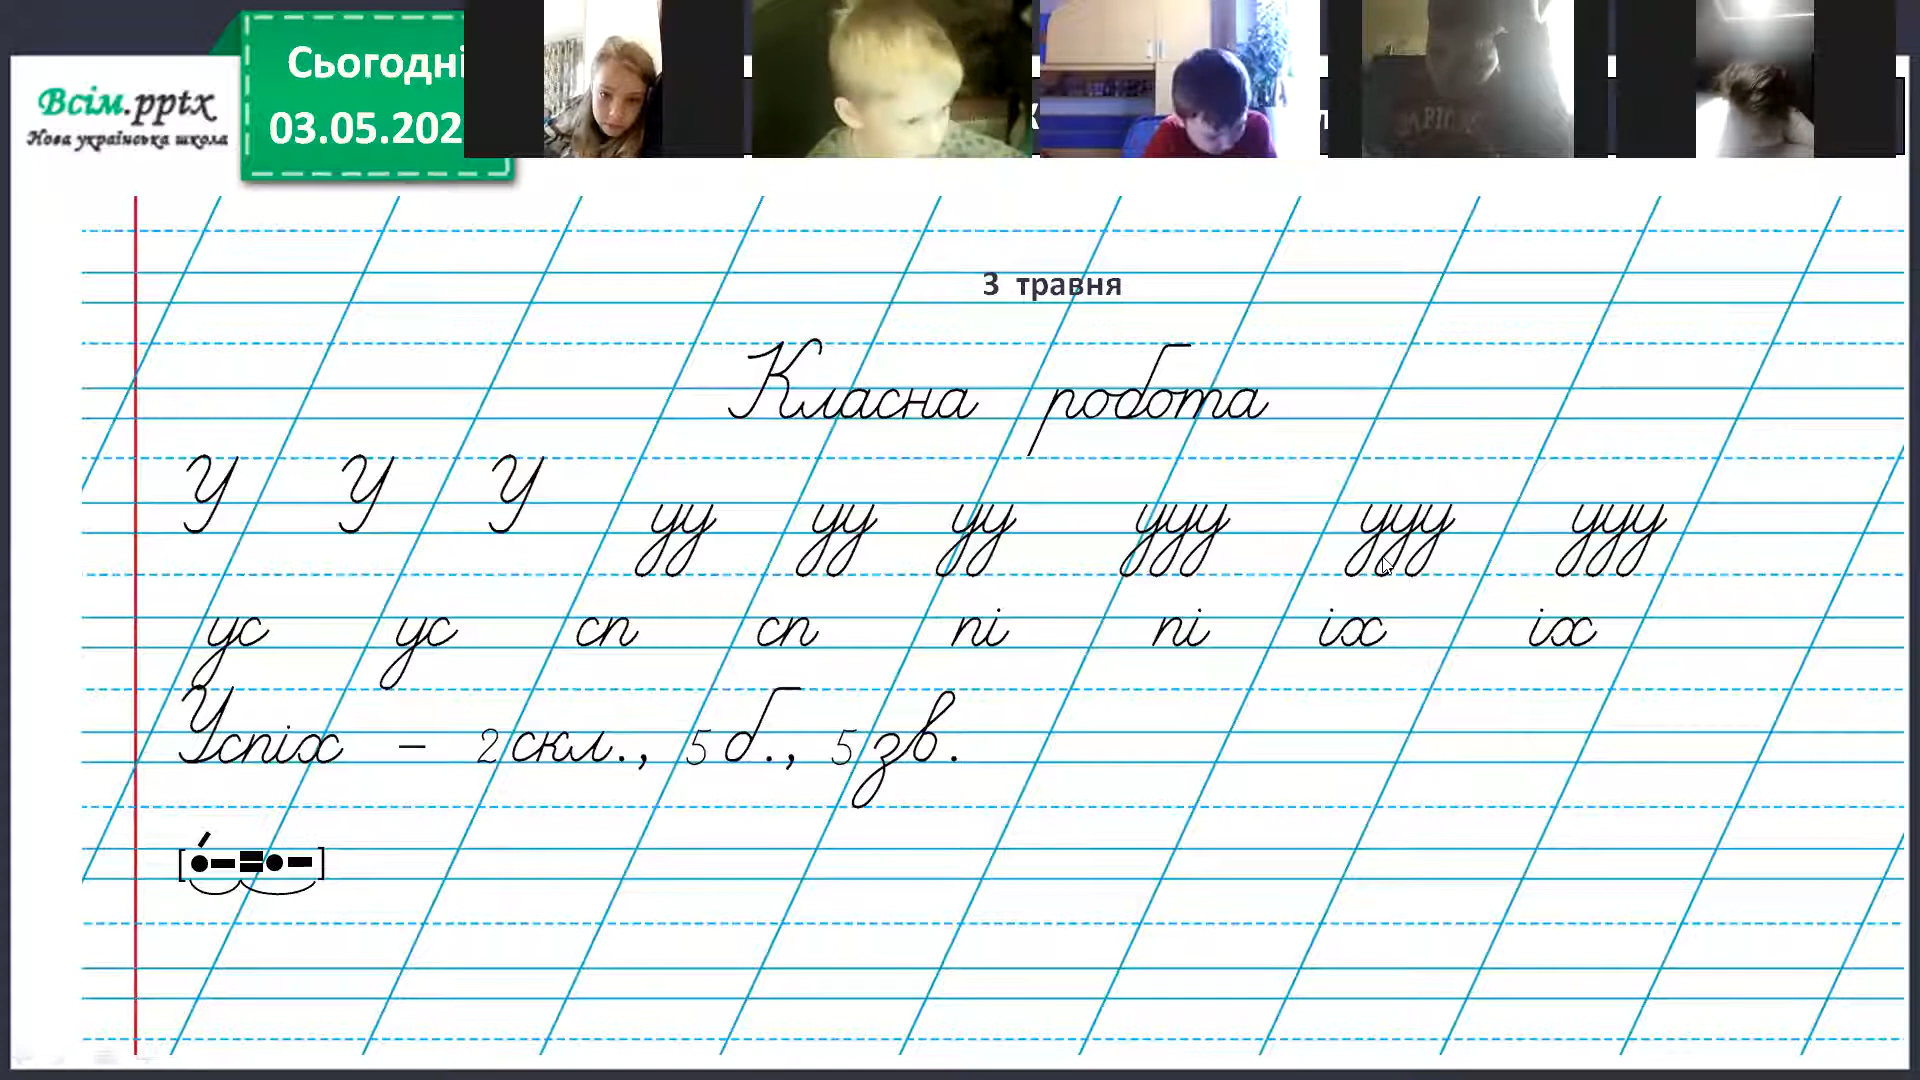 Сьогодні
03.05.202
Всім.pptx
Нова українська школа
3 травня
Класна робота
У У У уу уу уу ууу ууу ууу
ус ус сп сп пі пі іх іх
Успіх – 2 скл., 5 б., 5 зв.